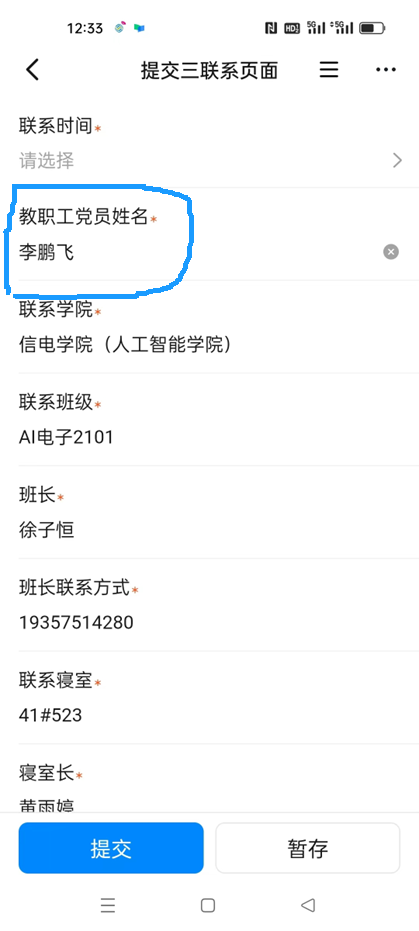 12:33
提交三联系页面
联系时间*
请选择
教职工党员姓名*
李鹏飞
联系学院*
信电学院（人工智能学院）
联系班级*
AI电子2101
班长*
徐子恒
班长联系方式*
19357514280
联系寝室*
41#523
寝室长*
黄雨婷
提交
暂存